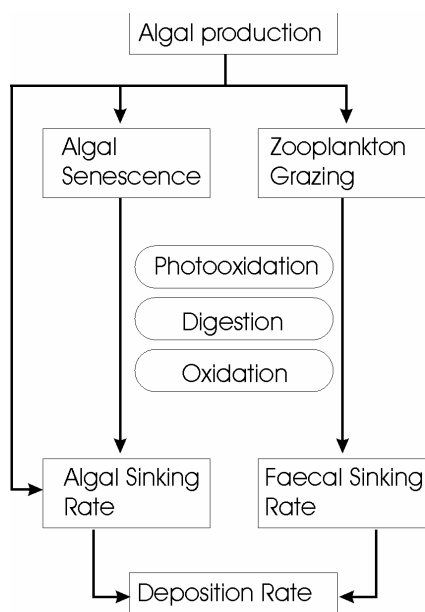 Algal production
Algal
Senescence
Zooplankton
Grazing
Photooxidation
Digestion
Oxidation
Algal Sinking
Rate
Faecal Sinking
Rate
Deposition Rate